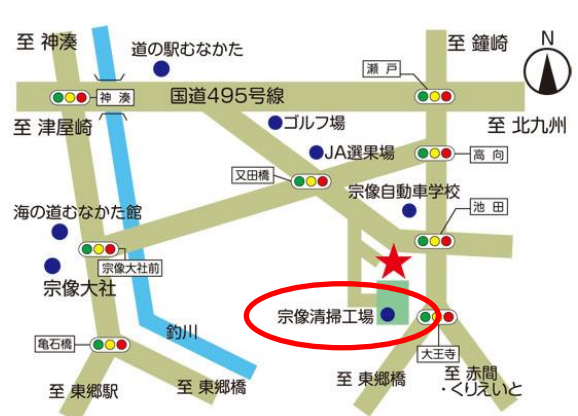 至 神湊
道の駅むなかた
至 鐘崎
N
瀬戸
神湊
国道495号線
至 津屋崎
ゴルフ場
至 北九州
JA選果場
高向
又田橋
宗像自動車学校
池田
海の道むなかた館
宗像大社前
宗像大社
宗像清掃工場
釣川
亀石橋
大王寺
至 東郷駅
至 東郷橋
至 東郷橋
至 赤間
・くりえいと